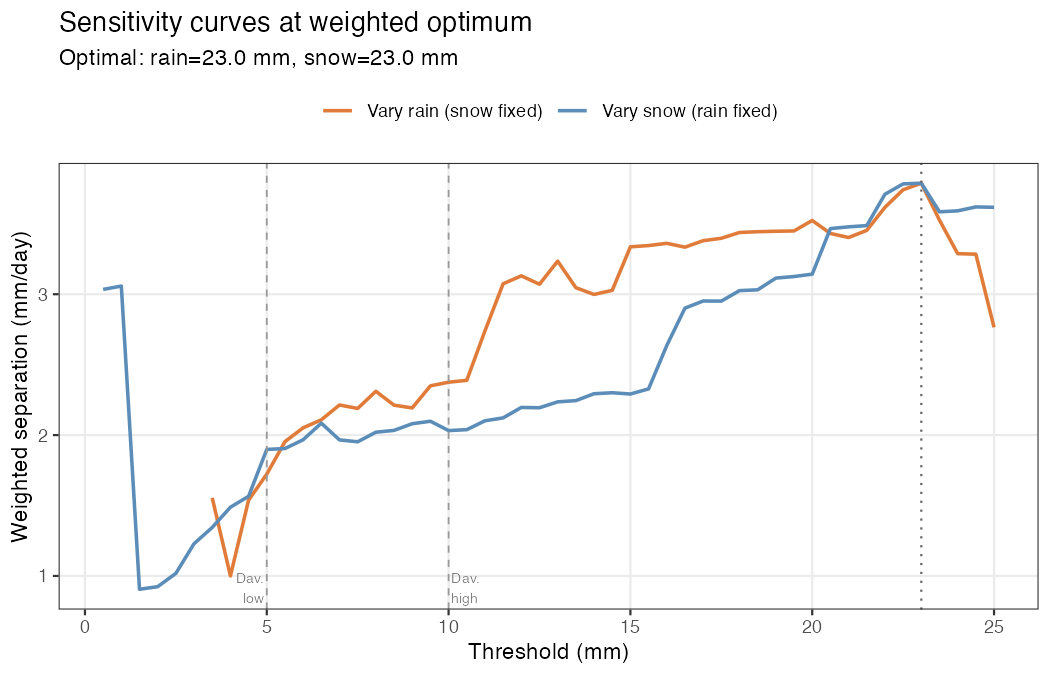 Sensitivity curves at weighted optimum
Optimal: rain=23.0 mm, snow=23.0 mm
Vary rain (snow fixed)
Vary snow (rain fixed)
Weighted separation (mm/day)
3
2
1
Dav.
low
Dav.
high
0
5
10
15
20
25
Threshold (mm)